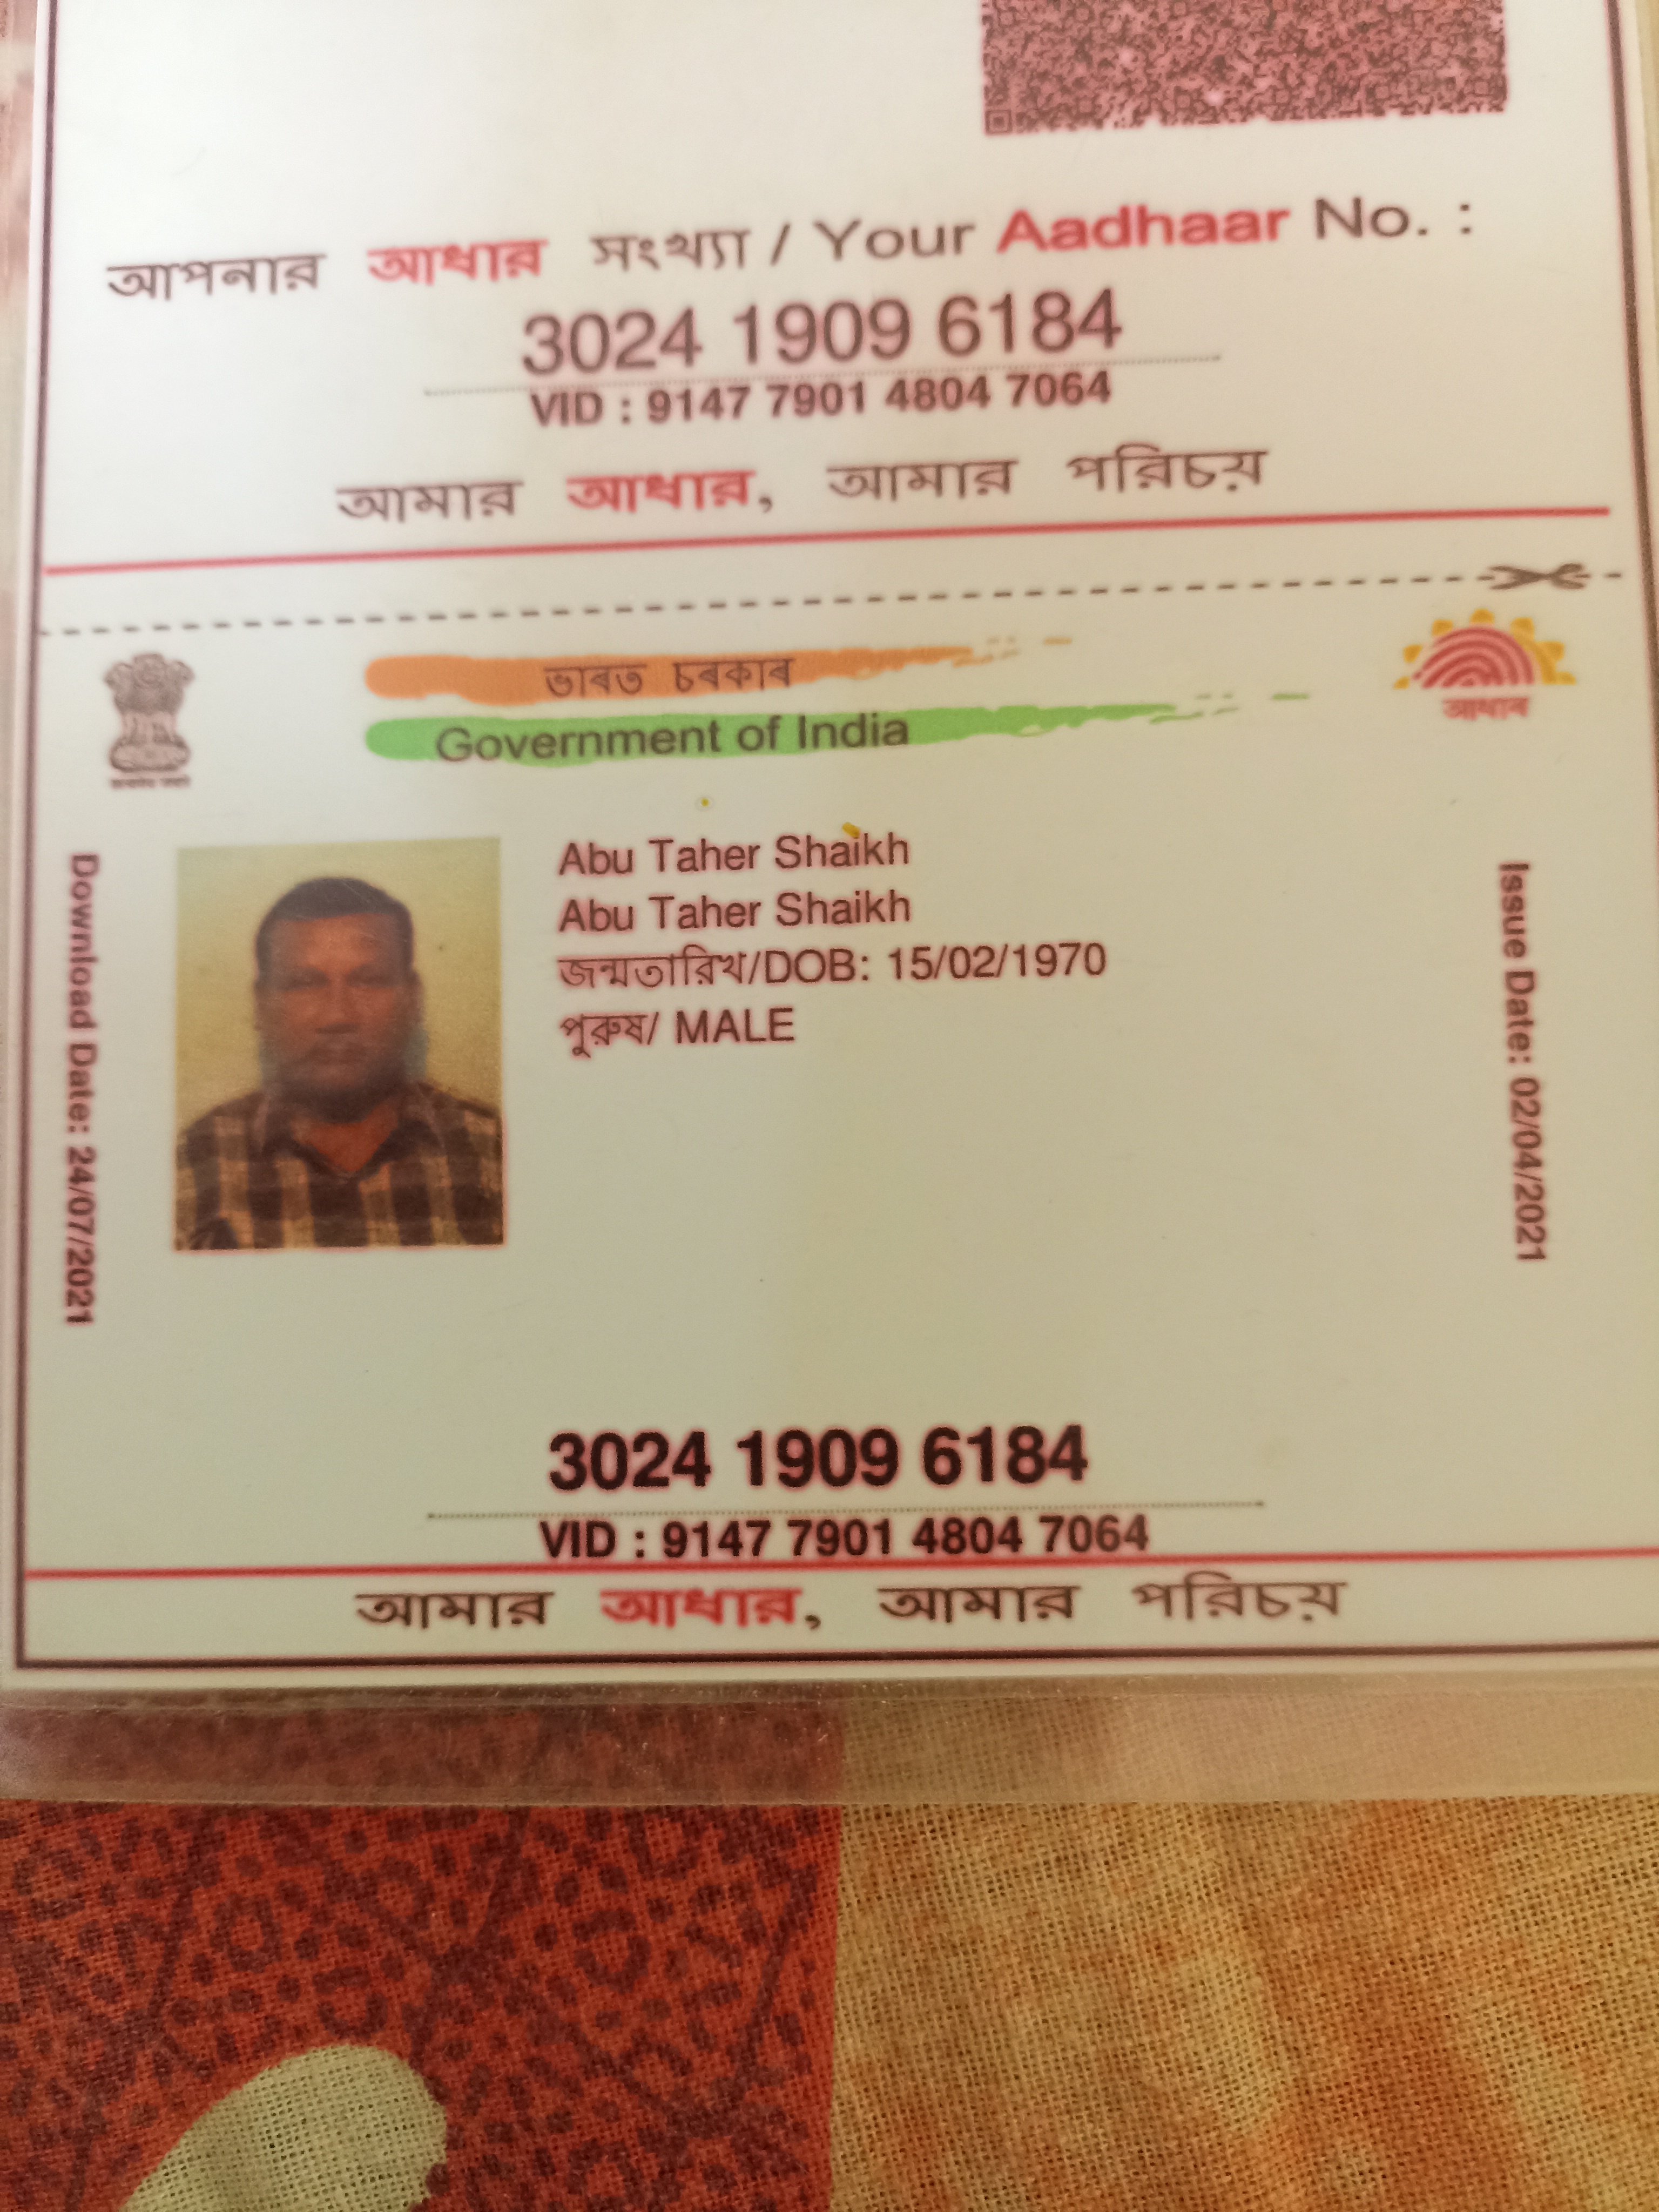 আপনার আধার সংখ্যা / Your Aadhaar No. :
3024 1909 6184
VID : 9147 7901 4804 7064
আমার আধার, আমার পরিচয়
ভাৰত চৰকাৰ
Government of India
আধাৰ
Abu Taher Shaikh
Abu Taher Shaikh
জন্মতারিখ/DOB: 15/02/1970
পুরুষ/ MALE
Download Date: 24/07/2021
Issue Date: 02/04/2021
3024 1909 6184
VID : 9147 7901 4804 7064
আমার আধার, আমার পরিচয়